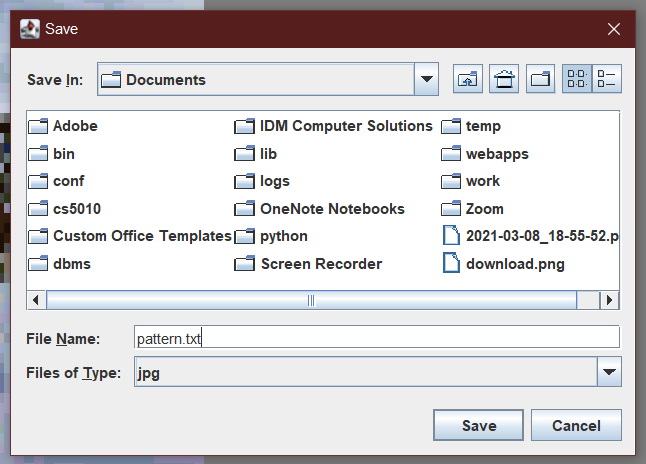 Save
Save In: Documents
Adobe IDM Computer Solutions temp
bin lib webapps
conf logs work
cs5010 OneNote Notebooks Zoom
Custom Office Templates python 2021-03-08_18-55-52.p
dbms Screen Recorder download.png
File Name: pattern.txt
Files of Type: jpg
Save Cancel